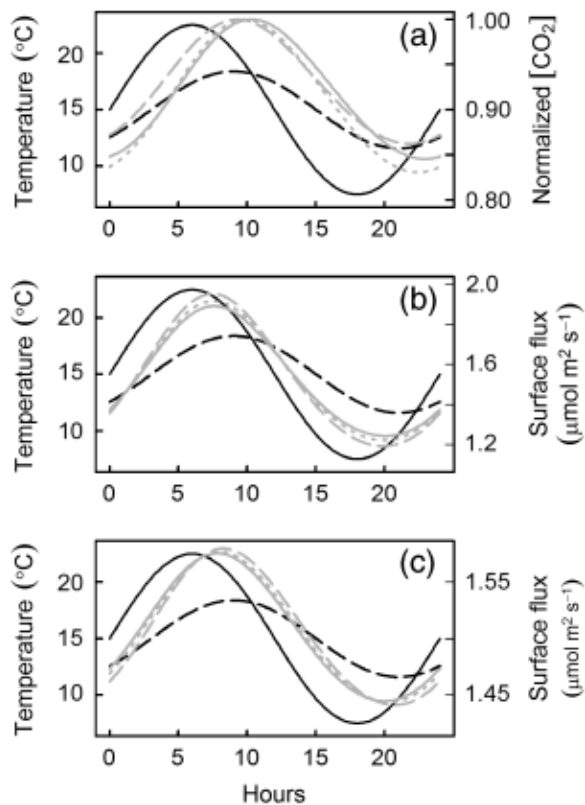 (a)
Temperature (°C)
20
15
10
1.00
0.90
0.80
Normalized [CO2]
0 5 10 15 20
(b)
Temperature (°C)
20
15
10
2.0
1.6
1.2
Surface flux
(μmol m² s⁻¹)
0 5 10 15 20
(c)
Temperature (°C)
20
15
10
1.55
1.45
Surface flux
(μmol m² s⁻¹)
0 5 10 15 20
Hours